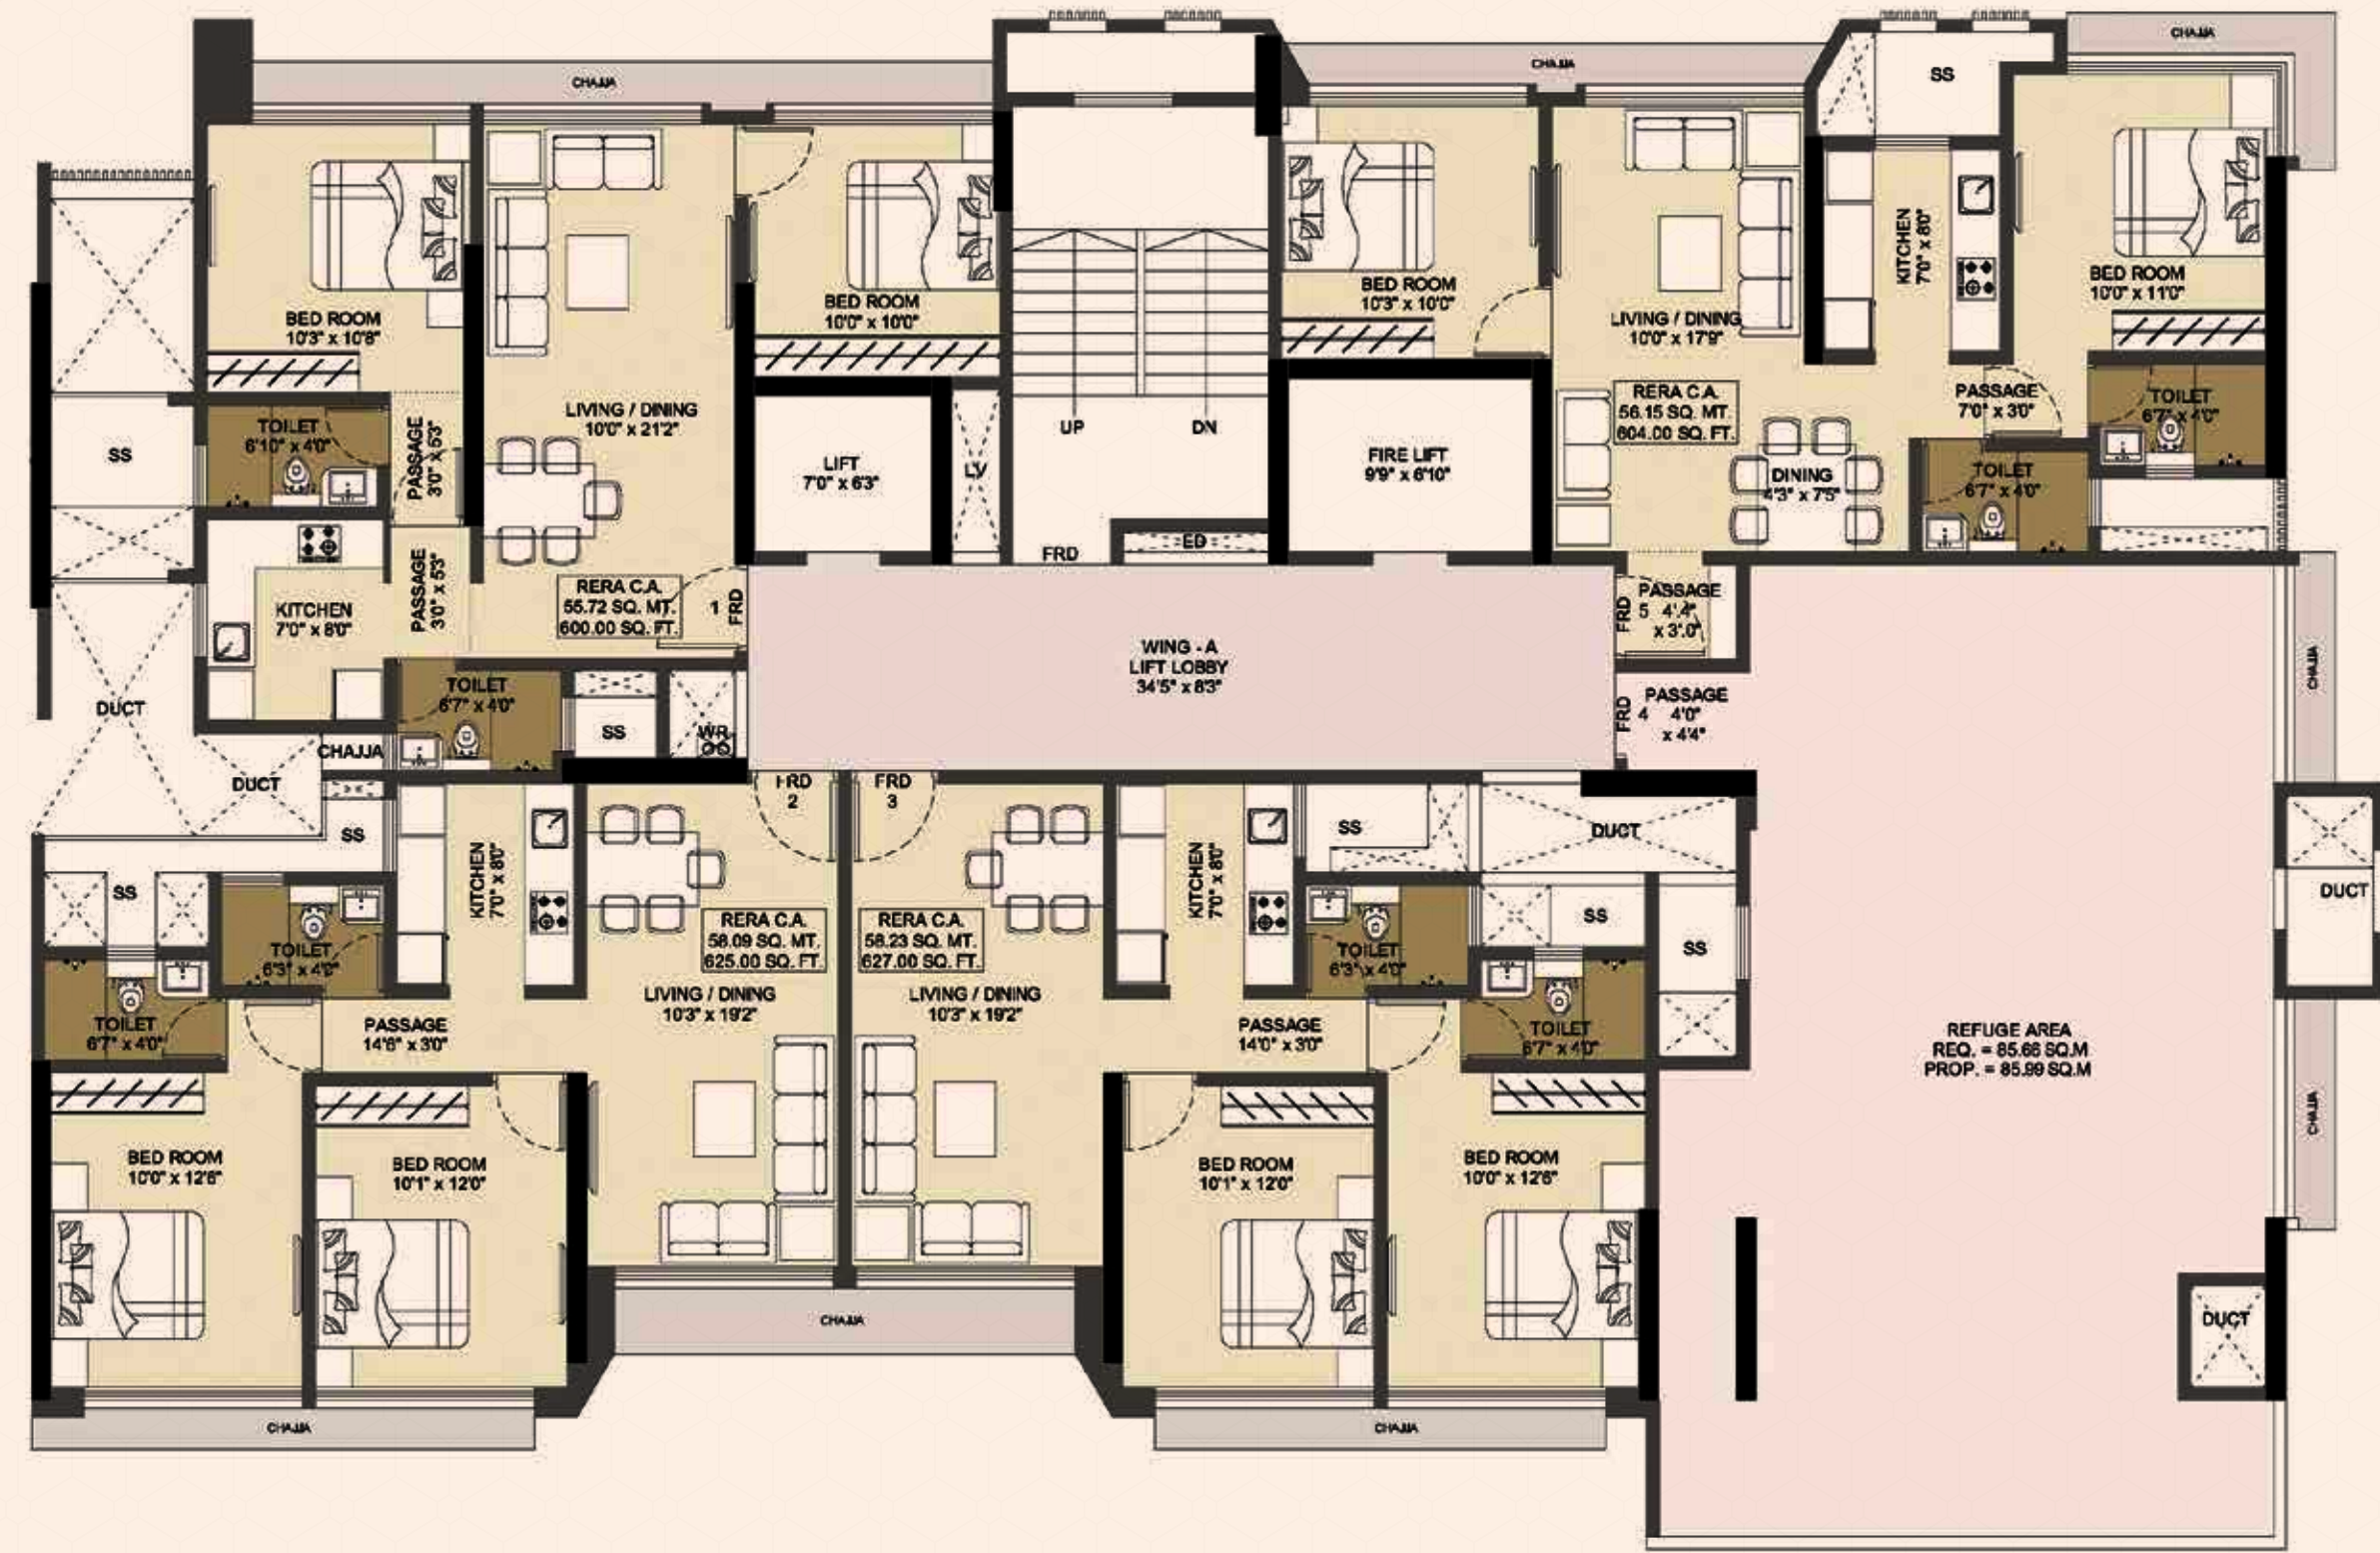 CHAJJA
CHAJJA
CHAJJA
SS
BED ROOM
10'3" x 10'8"
LIVING / DINING
10'0" x 21'2"
BED ROOM
10'0" x 10'0"
BED ROOM
10'3" x 10'0"
LIVING / DINING
10'0" x 17'9"
KITCHEN
7'0" x 8'0"
BED ROOM
10'0" x 11'0"
SS
TOILET
6'10" x 4'0"
PASSAGE
3'0" x 5'3"
LIFT
7'0" x 6'3"
LV
UP
DN
FIRE LIFT
9'9" x 6'10"
RERA C.A.
56.15 SQ. MT.
604.00 SQ. FT.
DINING
4'3" x 7'5"
PASSAGE
7'0" x 3'0"
TOILET
6'7" x 4'0"
TOILET
6'7" x 4'0"
FRD
ED
KITCHEN
7'0" x 8'0"
PASSAGE
3'0" x 5'3"
RERA C.A.
55.72 SQ. MT.
600.00 SQ. FT.
1
FRD
WING - A
LIFT LOBBY
34'5" x 8'3"
FRD
5
PASSAGE
4'.4"
x 3'.0"
FRD
4
PASSAGE
4'0"
x 4'4"
CHAJJA
DUCT
TOILET
6'7" x 4'0"
SS
WR
CHAJJA
DUCT
SS
SS
KITCHEN
7'0" x 8'0"
FRD
2
FRD
3
KITCHEN
7'0" x 8'0"
SS
DUCT
SS
SS
DUCT
TOILET
6'3" x 4'0"
TOILET
6'7" x 4'0"
RERA C.A.
58.09 SQ. MT.
625.00 SQ. FT.
LIVING / DINING
10'3" x 19'2"
RERA C.A.
58.23 SQ. MT.
627.00 SQ. FT.
LIVING / DINING
10'3" x 19'2"
TOILET
6'3" x 4'0"
TOILET
6'7" x 4'0"
PASSAGE
14'6" x 3'0"
PASSAGE
14'0" x 3'0"
REFUGE AREA
REQ. = 85.66 SQ.M
PROP. = 85.99 SQ.M
CHAJJA
BED ROOM
10'0" x 12'6"
BED ROOM
10'1" x 12'0"
BED ROOM
10'1" x 12'0"
BED ROOM
10'0" x 12'6"
CHAJJA
DUCT
CHAJJA
CHAJJA